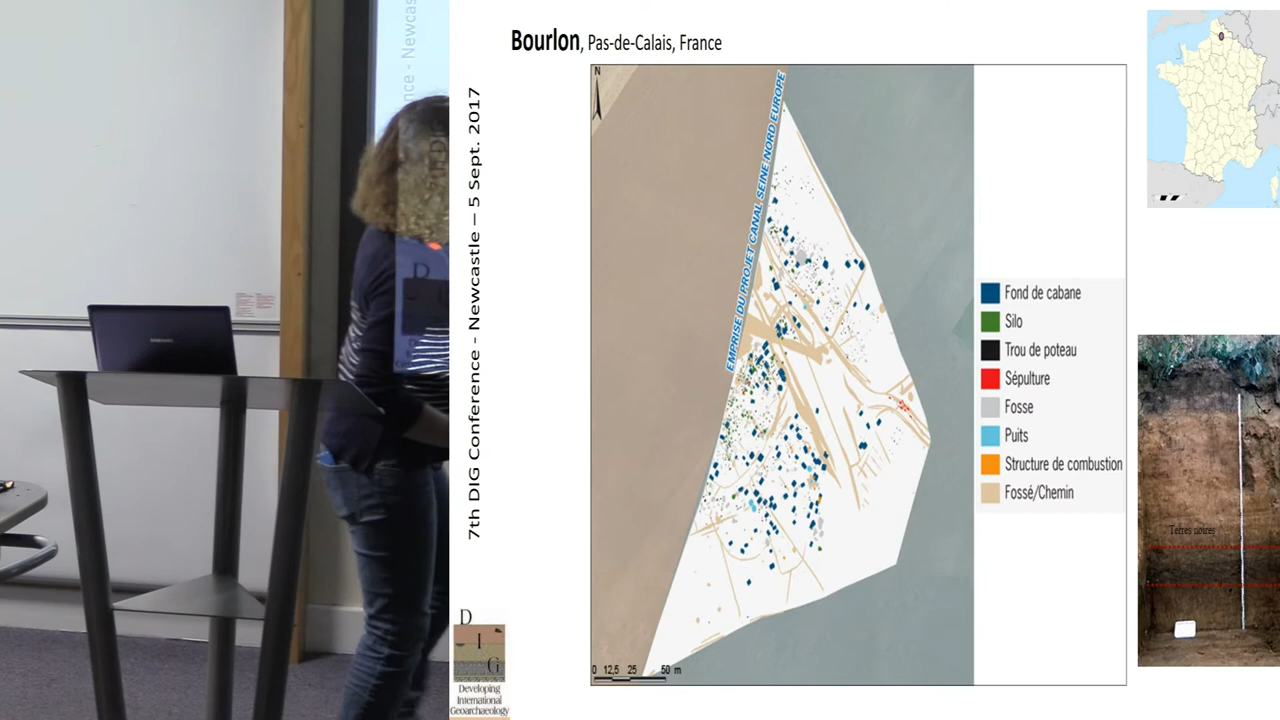 Bourlon, Pas-de-Calais, France
7th DIG Conference - Newcastle – 5 Sept. 2017
N
EMPRISE DU PROJET CANAL SEINE NORD EUROPE
Fond de cabane
Silo
Trou de poteau
Sépulture
Fosse
Puits
Structure de combustion
Fossé/Chemin
0 12,5 25 50 m
Terres noires
D
I
G
Developing
International
Geoarchaeology
nce - Newcas
D